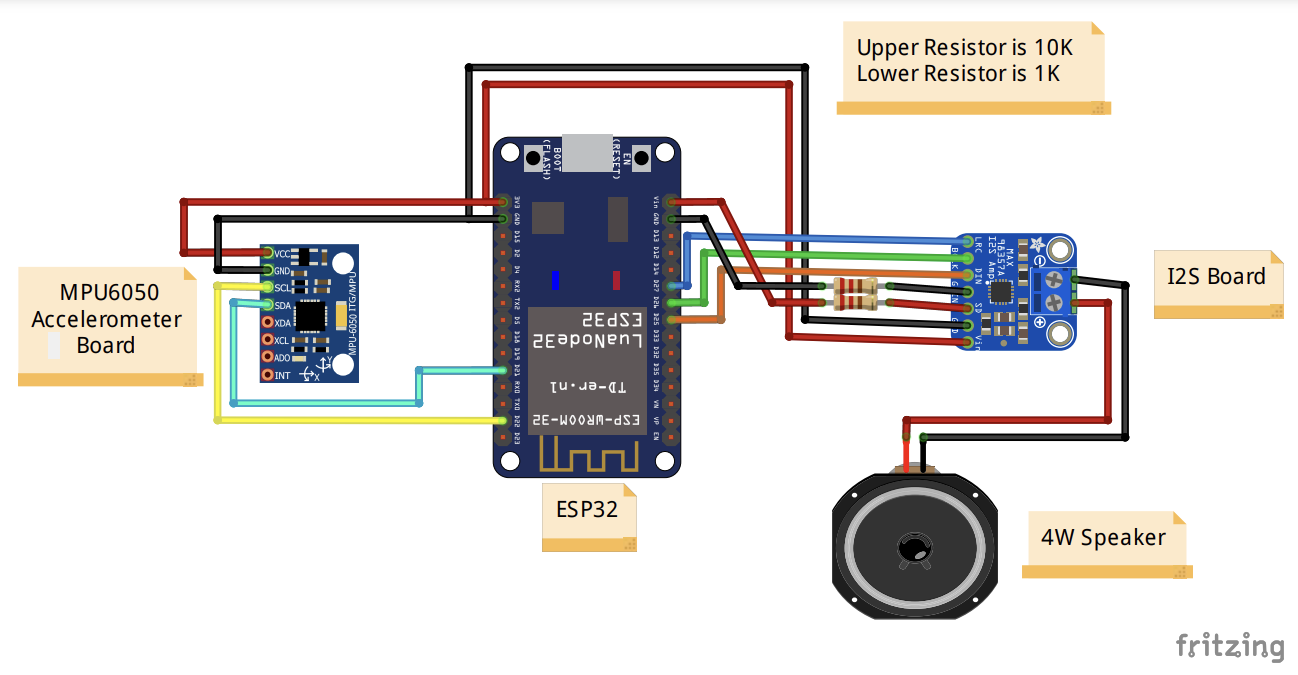 Upper Resistor is 10K
Lower Resistor is 1K
BOOT
(FLASH)
EN
(RESET)
3V3
GND
D15
D2
D4
RX2
TX2
D5
D18
D19
D21
RX0
TX0
D22
D23
Vin
GND
D13
D12
D14
D27
D26
D25
D33
D32
D35
D34
VN
VP
EN
ESP32
LuaNode32
TD-er.nl
ESP-WROOM-32
VCC
GND
SCL
SDA
XDA
XCL
ADO
INT
MPU-6050 ITG/MPU
X
Y
MPU6050
Accelerometer
Board
LRC
DIN
Vin
MAX
98357A
I2S Amp
I2S Board
ESP32
4W Speaker
fritzing